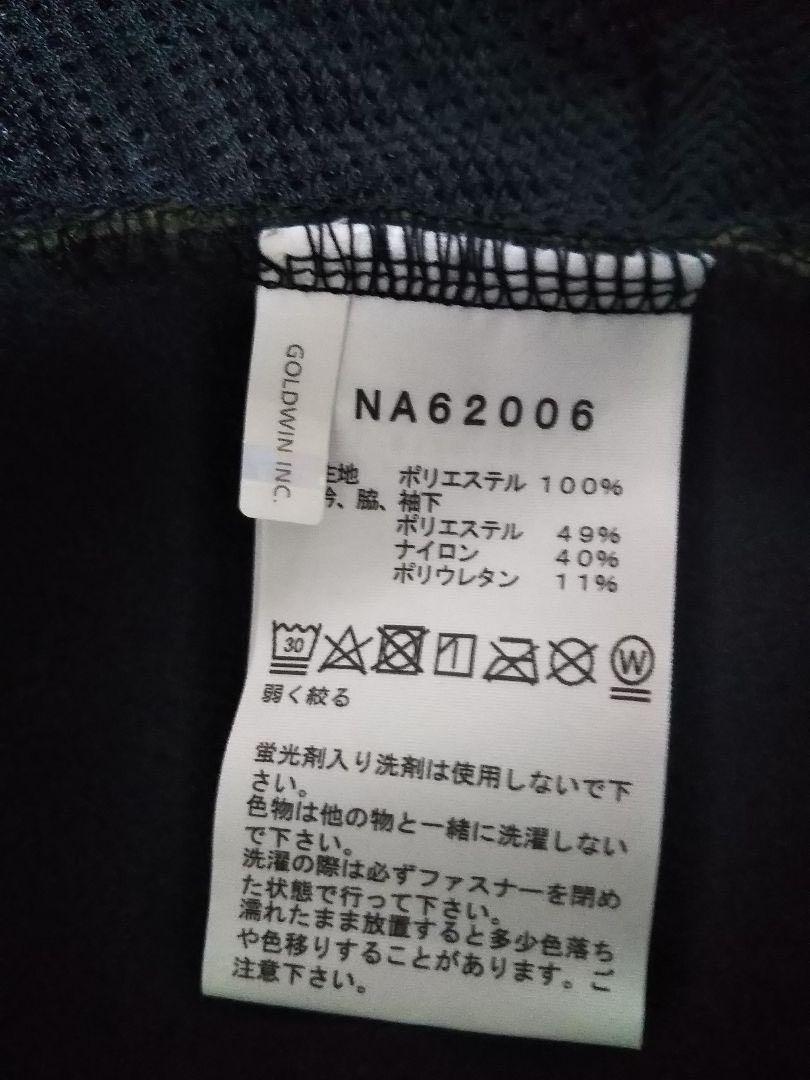 GOLDWIN INC.
NA62006
生地 ポリエステル 100%
衿、脇、袖下
ポリエステル 49%
ナイロン 40%
ポリウレタン 11%
30
W
弱く絞る
蛍光剤入り洗剤は使用しないで下
さい。
色物は他の物と一緒に洗濯しない
で下さい。
洗濯の際は必ずファスナーを閉め
た状態で行って下さい。
濡れたまま放置すると多少色落ち
や色移りすることがあります。ご
注意下さい。